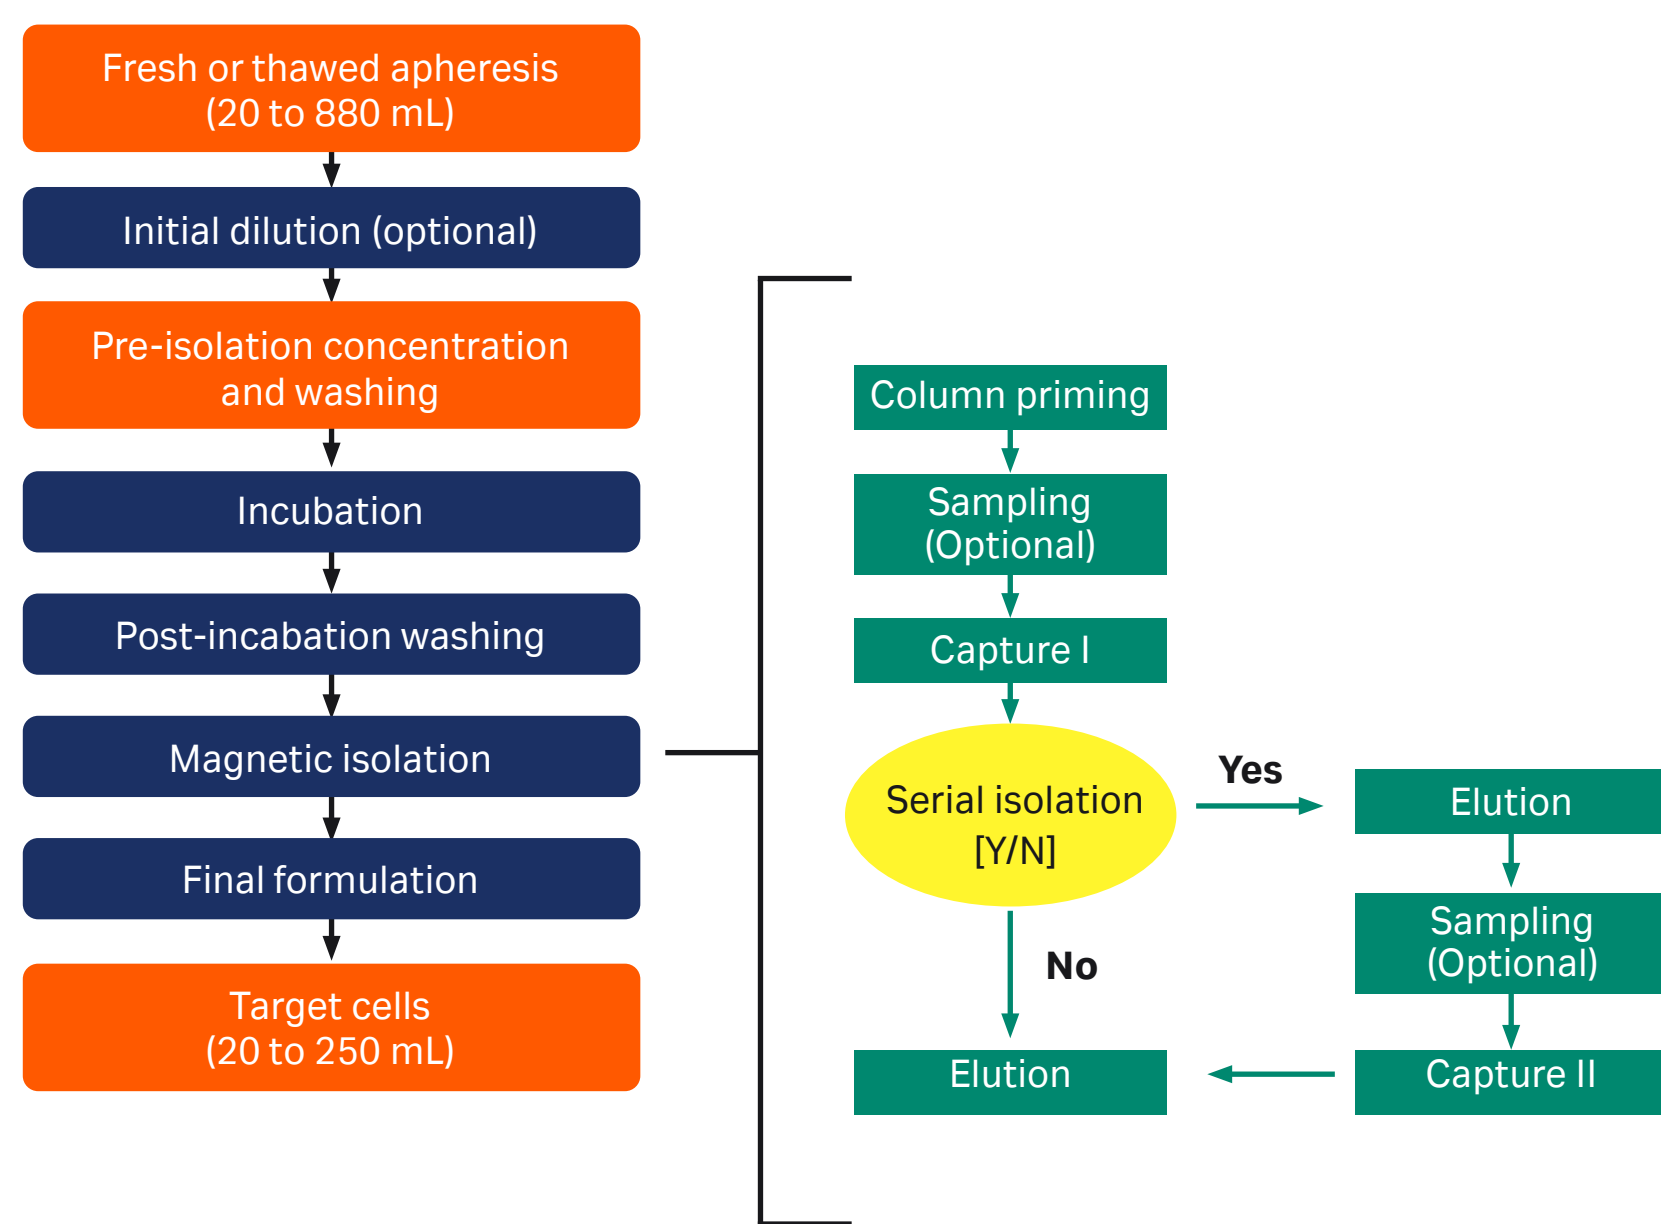 Fresh or thawed apheresis
(20 to 880 mL)
Initial dilution (optional)
Pre-isolation concentration
and washing
Incubation
Post-incabation washing
Magnetic isolation
Final formulation
Target cells
(20 to 250 mL)
Column priming
Sampling
(Optional)
Capture I
Serial isolation
[Y/N]
Yes
No
Elution
Elution
Sampling
(Optional)
Capture II